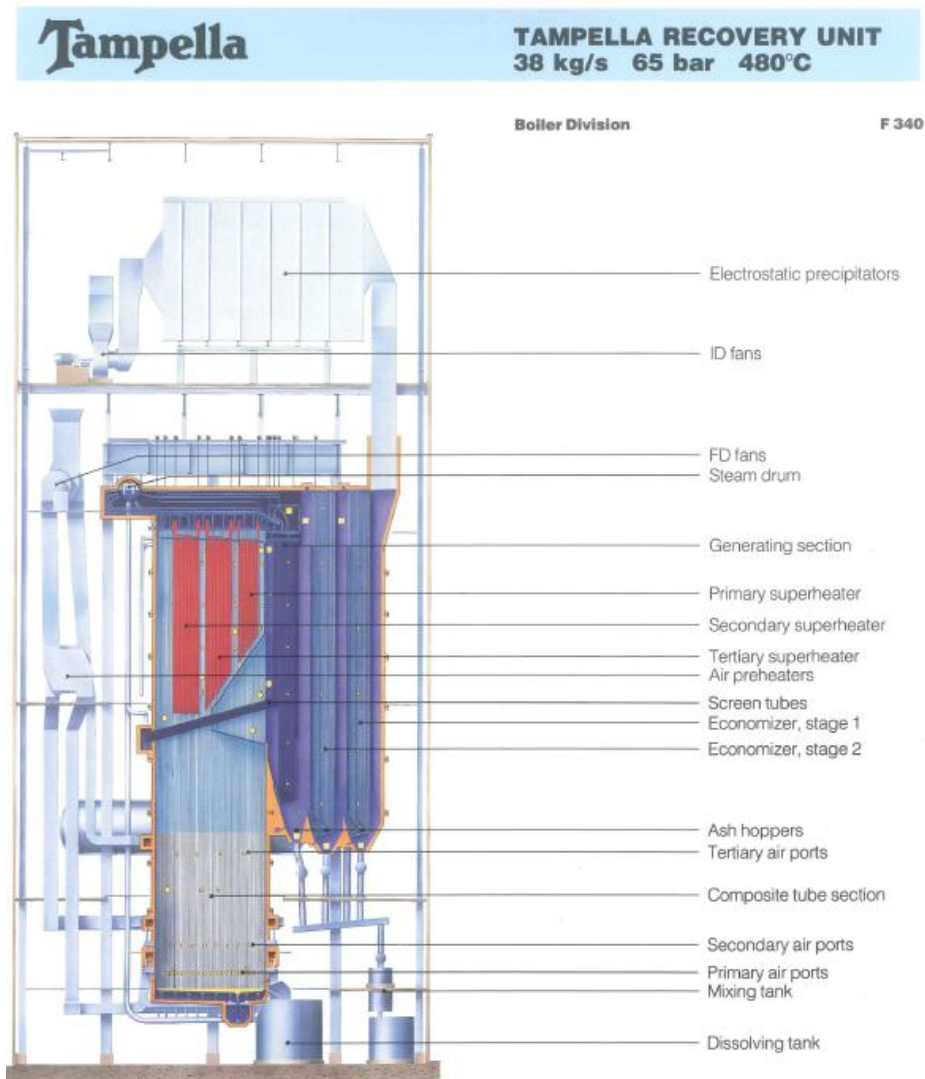 Tampella
TAMPELLA RECOVERY UNIT
38 kg/s 65 bar 480°C
Boiler Division
F 340
Electrostatic precipitators
ID fans
FD fans
Steam drum
Generating section
Primary superheater
Secondary superheater
Tertiary superheater
Air preheaters
Screen tubes
Economizer, stage 1
Economizer, stage 2
Ash hoppers
Tertiary air ports
Composite tube section
Secondary air ports
Primary air ports
Mixing tank
Dissolving tank